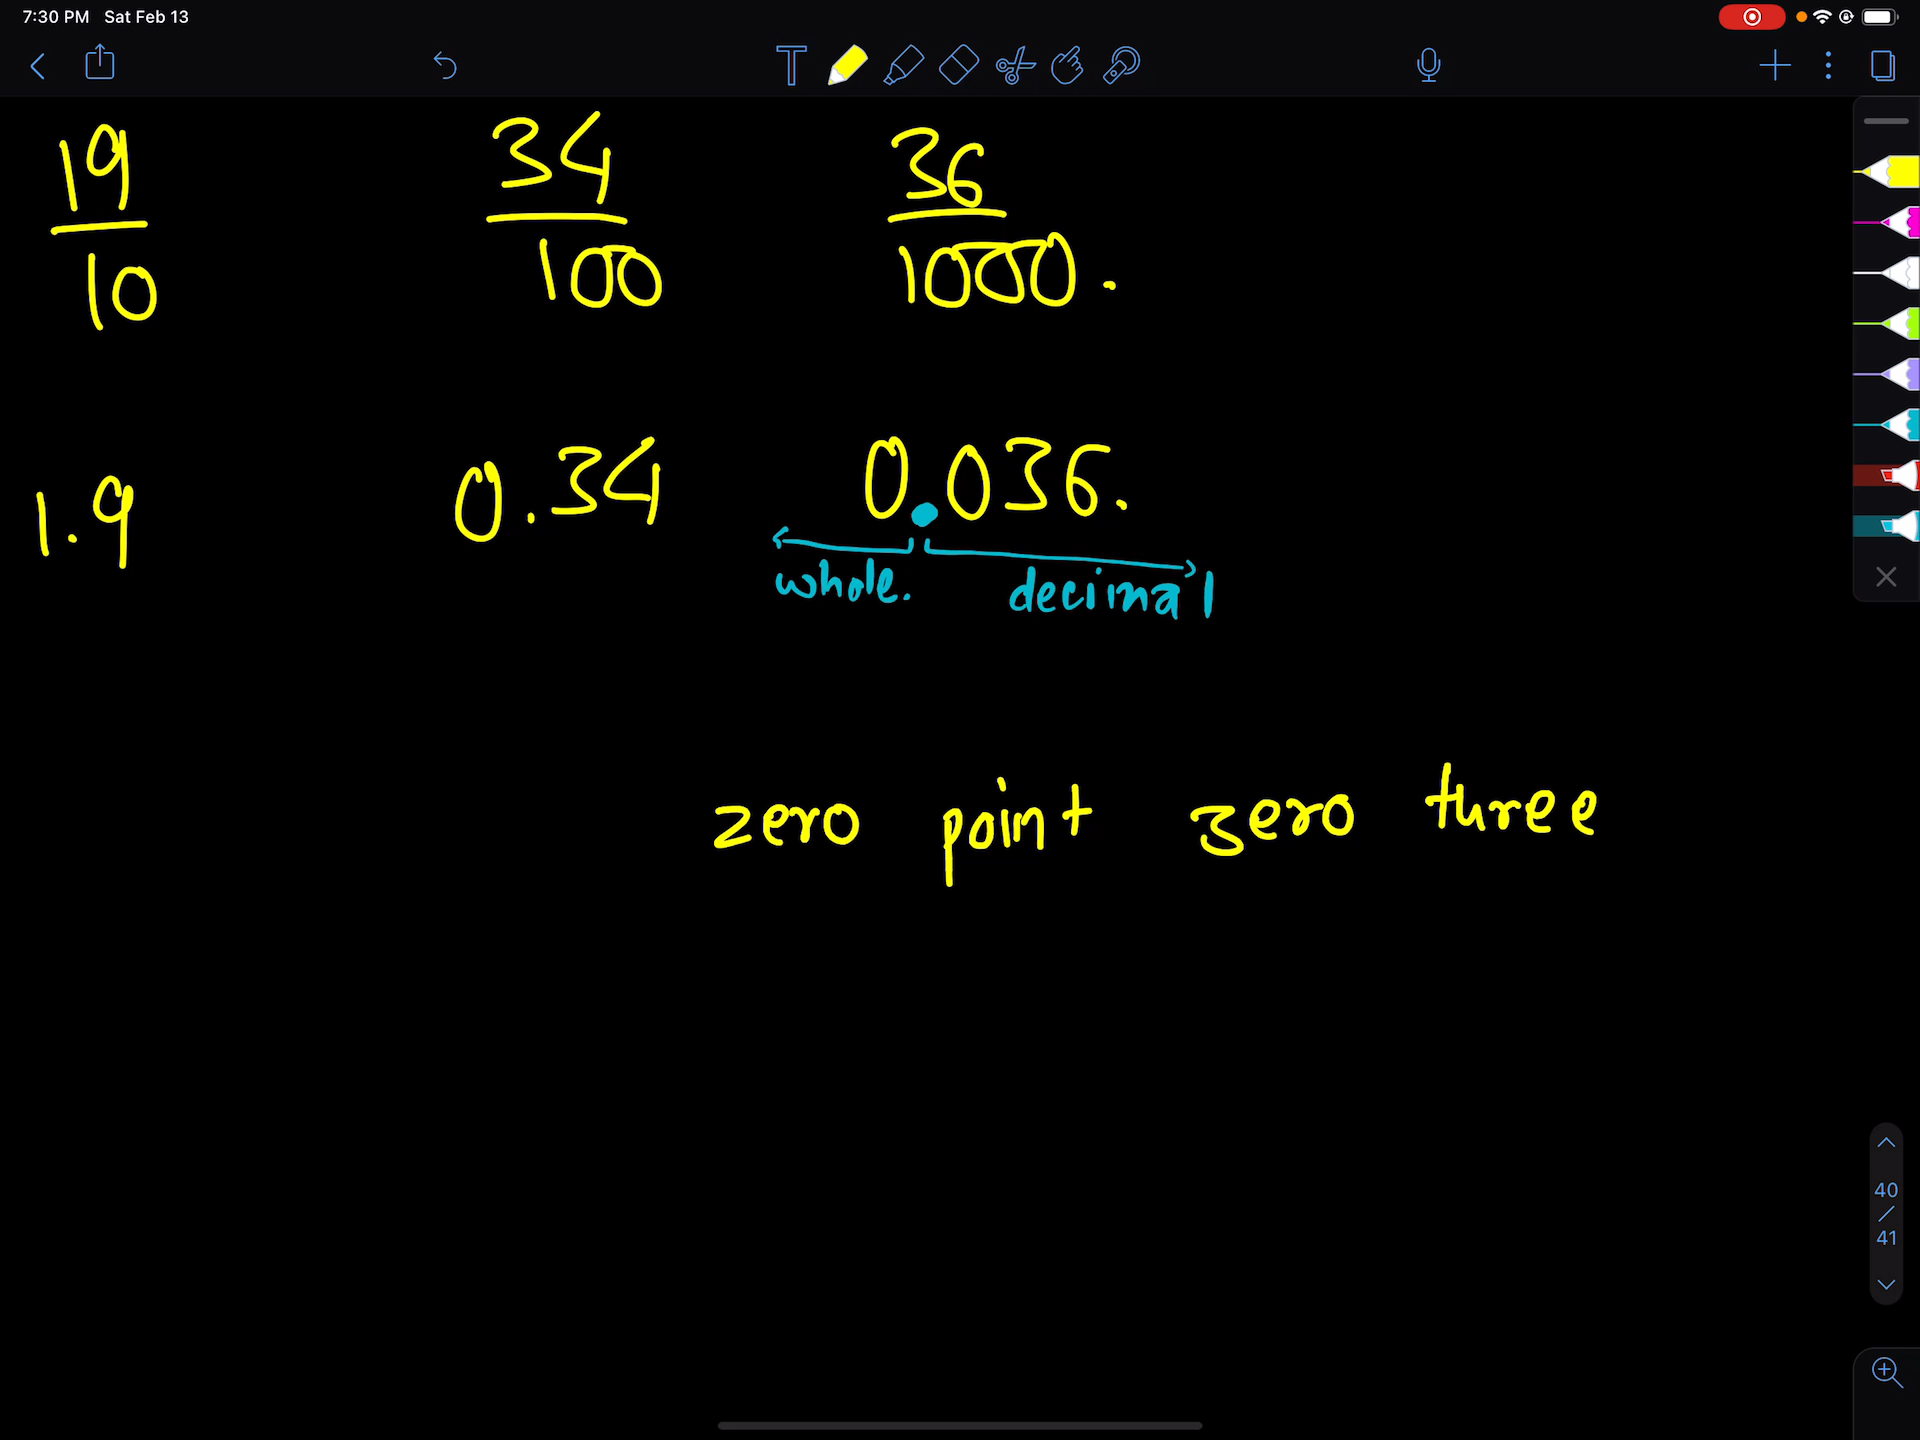 7:30 PM Sat Feb 13
19/10 34/100 36/1000.
1.9 0.34 0.036.
whole. decimal
zero point zero three
40
/
41